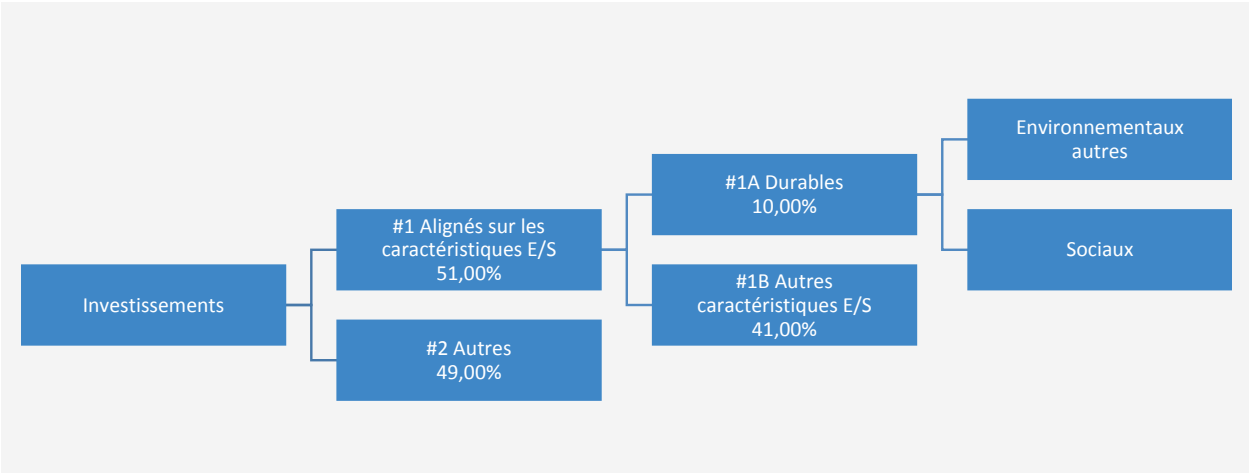 Investissements
#1 Alignés sur les
caractéristiques E/S
51,00%
#2 Autres
49,00%
#1A Durables
10,00%
#1B Autres
caractéristiques E/S
41,00%
Environnementaux
autres
Sociaux